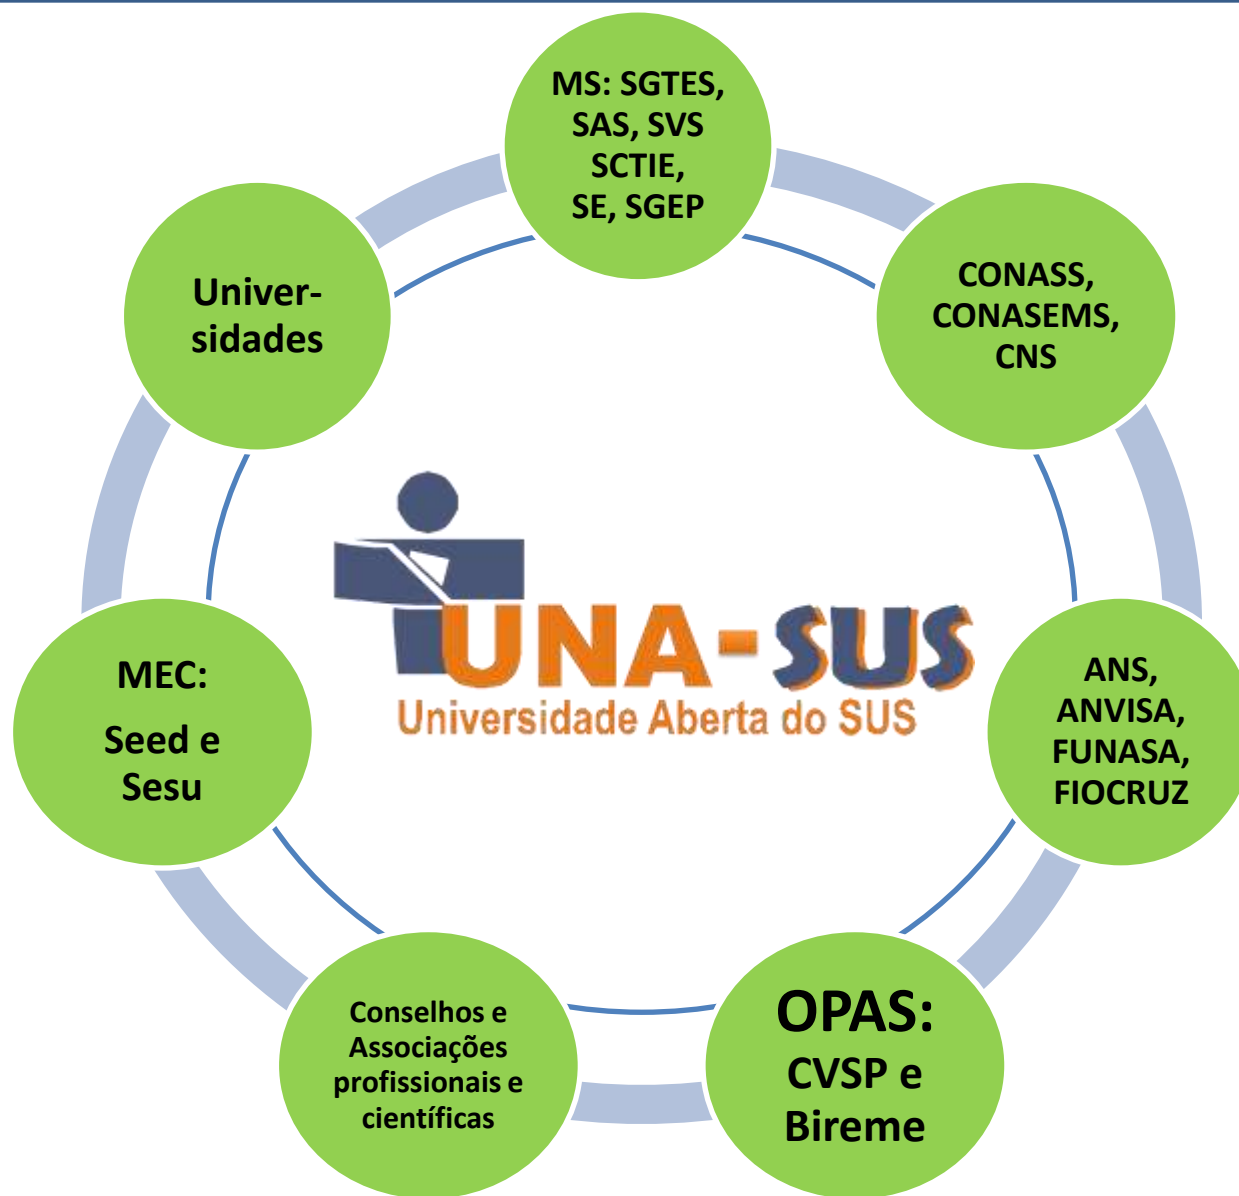 MS: SGTES,
SAS, SVS
SCTIE,
SE, SGEP
CONASS,
CONASEMS,
CNS
ANS,
ANVISA,
FUNASA,
FIOCRUZ
OPAS:
CVSP e
Bireme
Conselhos e
Associações
profissionais e
científicas
MEC:
Seed e
Sesu
Univer-
sidades
UNA-SUS
Universidade Aberta do SUS